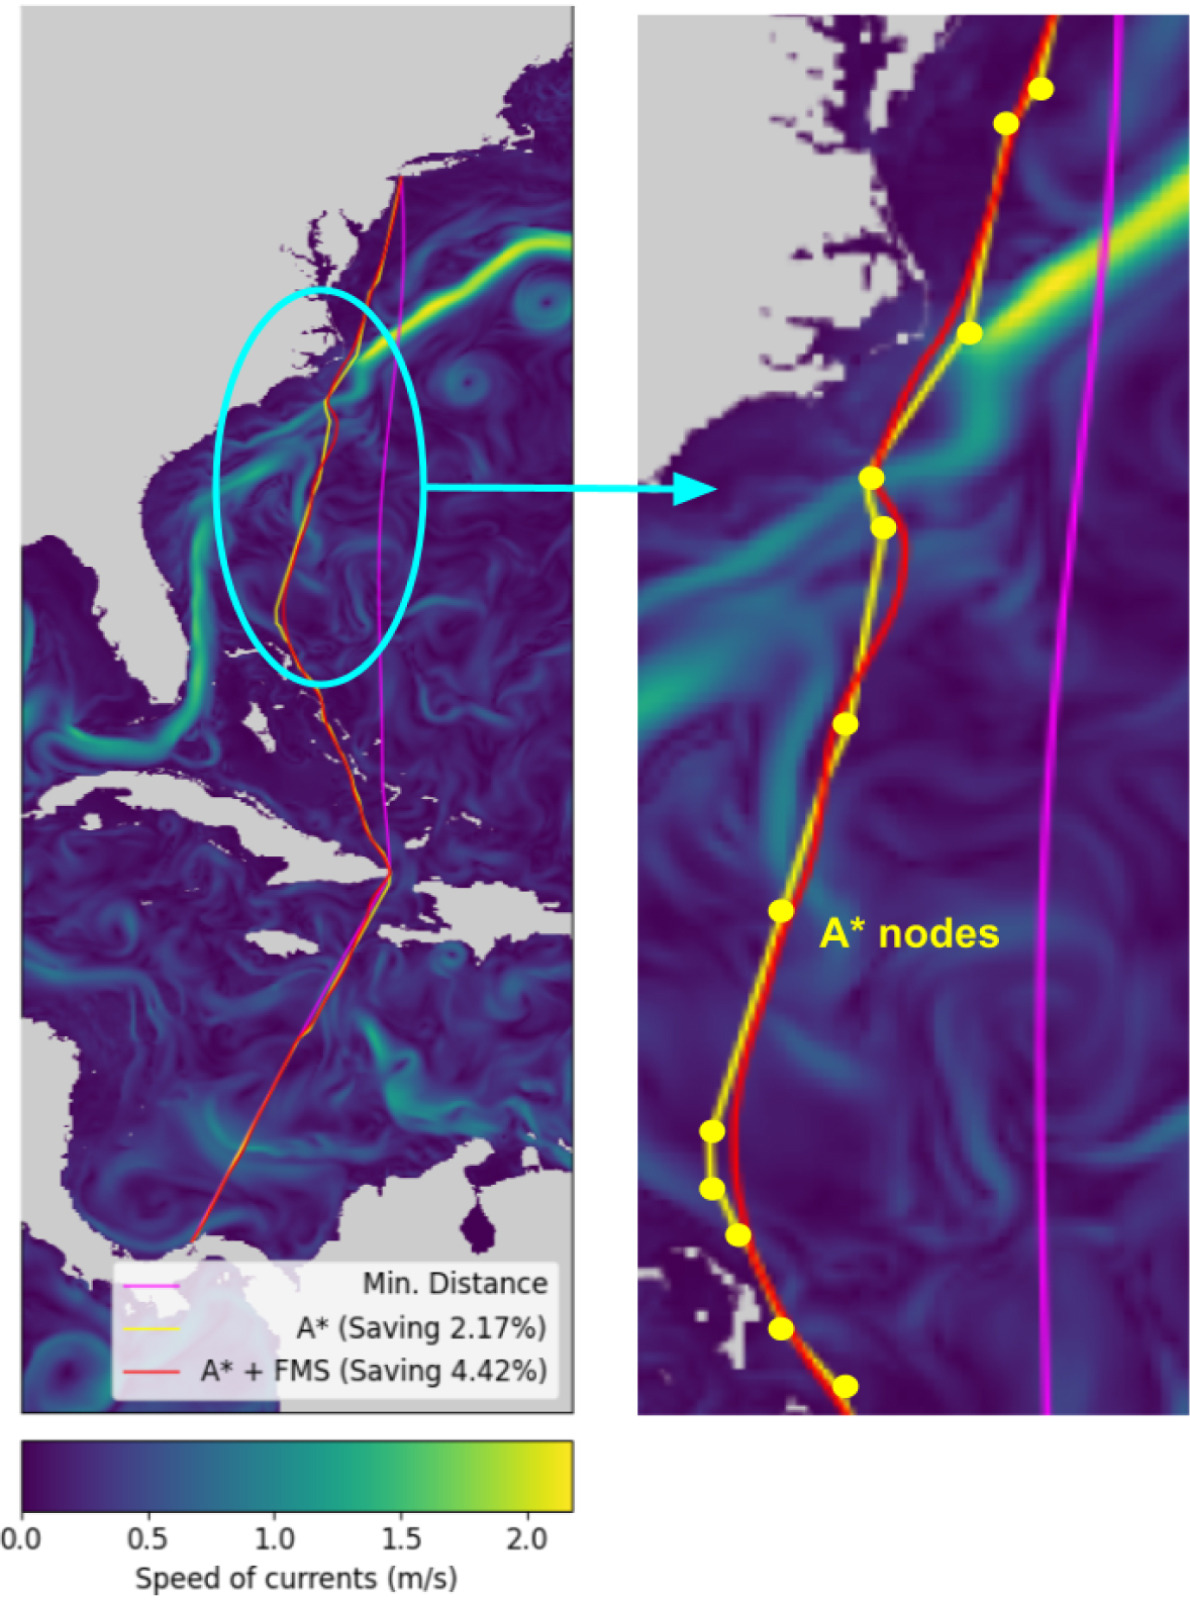 A* nodes
Min. Distance
A* (Saving 2.17%)
A* + FMS (Saving 4.42%)
0.0 0.5 1.0 1.5 2.0
Speed of currents (m/s)